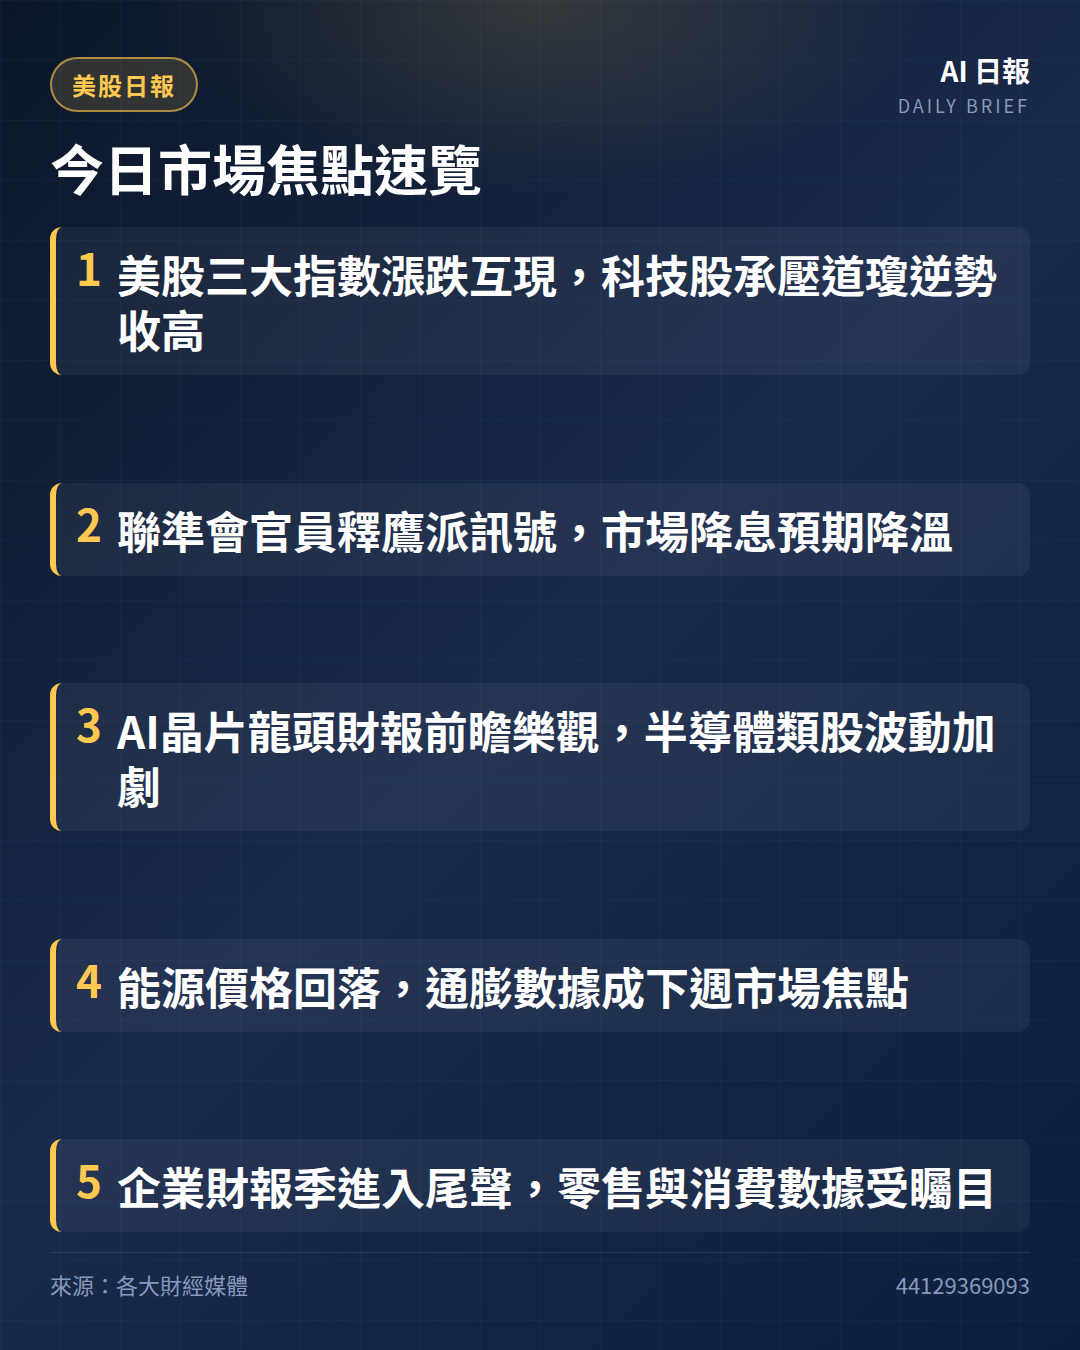 美股日報
AI 日報
DAILY BRIEF
今日市場焦點速覽
1 美股三大指數漲跌互現，科技股承壓道瓊逆勢
收高
2 聯準會官員釋鷹派訊號，市場降息預期降溫
3 AI晶片龍頭財報前瞻樂觀，半導體類股波動加
劇
4 能源價格回落，通膨數據成下週市場焦點
5 企業財報季進入尾聲，零售與消費數據受矚目
來源：各大財經媒體
44129369093